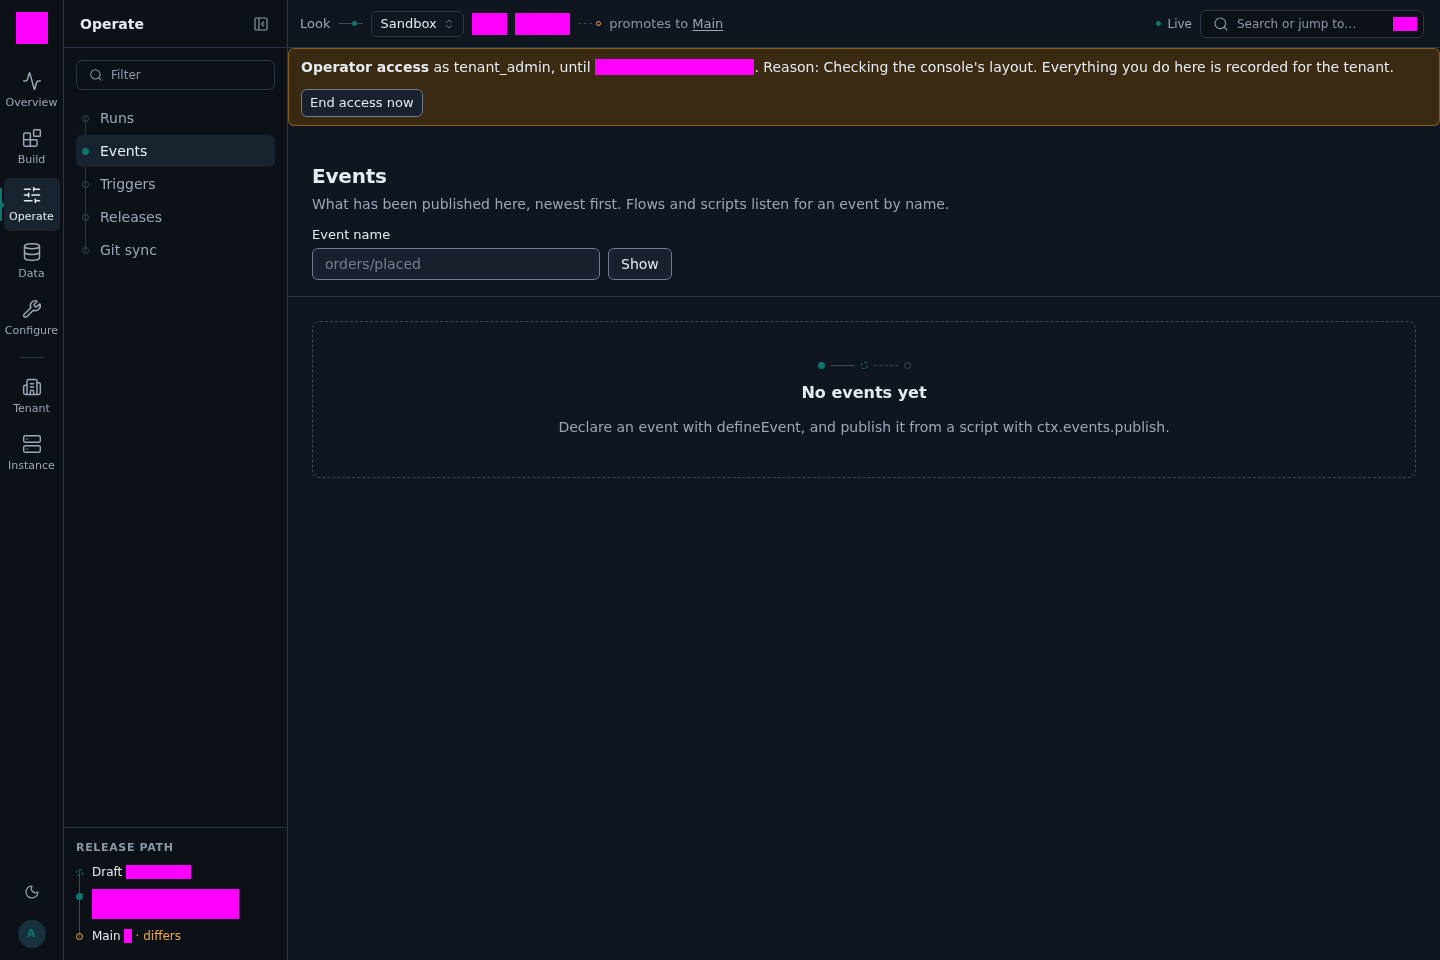 Operate
Look
Sandbox
promotes to Main
Live
Search or jump to...
Overview
Build
Operate
Data
Configure
Tenant
Instance
A
Filter
Runs
Events
Triggers
Releases
Git sync
RELEASE PATH
Draft
Main · differs
Operator access as tenant_admin, until . Reason: Checking the console's layout. Everything you do here is recorded for the tenant.
End access now
Events
What has been published here, newest first. Flows and scripts listen for an event by name.
Event name
orders/placed
Show
No events yet
Declare an event with defineEvent, and publish it from a script with ctx.events.publish.